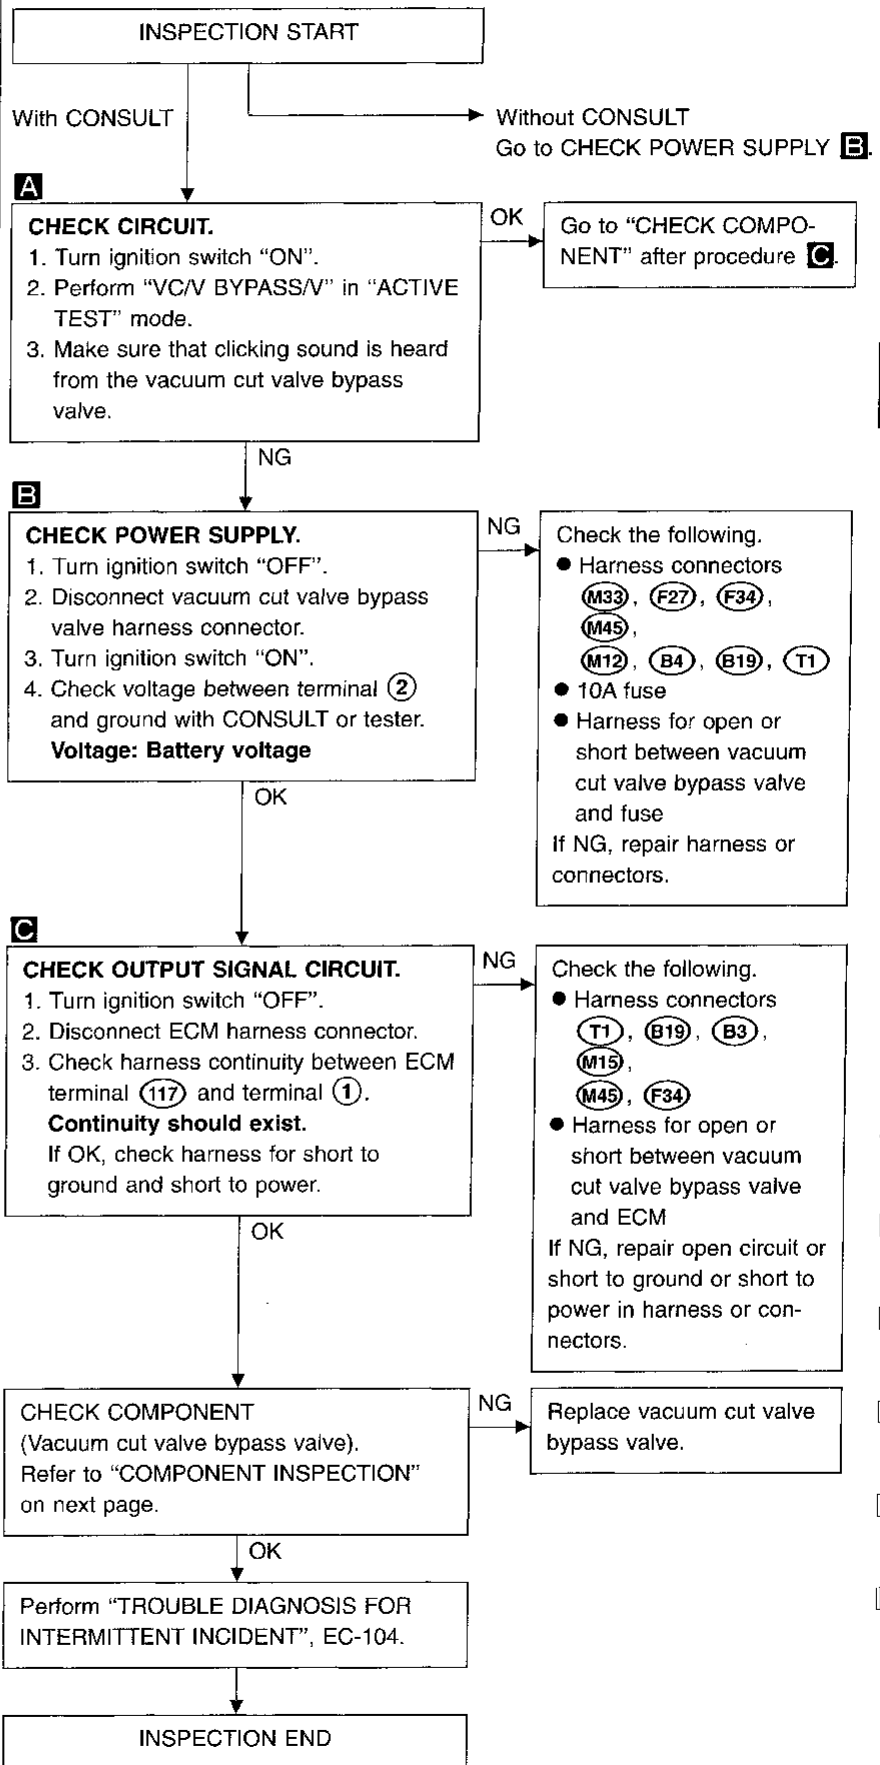 INSPECTION START
With CONSULT
Without CONSULT
Go to CHECK POWER SUPPLY B.
A
CHECK CIRCUIT.
1. Turn ignition switch “ON”.
2. Perform “VC/V BYPASS/V” in “ACTIVE
TEST” mode.
3. Make sure that clicking sound is heard
from the vacuum cut valve bypass
valve.
OK
Go to “CHECK COMPO-
NENT” after procedure C.
NG
B
CHECK POWER SUPPLY.
1. Turn ignition switch “OFF”.
2. Disconnect vacuum cut valve bypass
valve harness connector.
3. Turn ignition switch “ON”.
4. Check voltage between terminal 2
and ground with CONSULT or tester.
Voltage: Battery voltage
NG
Check the following.
● Harness connectors
M33, F27, F34,
M45,
M12, B4, B19, T1
● 10A fuse
● Harness for open or
short between vacuum
cut valve bypass valve
and fuse
If NG, repair harness or
connectors.
OK
C
CHECK OUTPUT SIGNAL CIRCUIT.
1. Turn ignition switch “OFF”.
2. Disconnect ECM harness connector.
3. Check harness continuity between ECM
terminal 117 and terminal 1.
Continuity should exist.
If OK, check harness for short to
ground and short to power.
NG
Check the following.
● Harness connectors
T1, B19, B3,
M15,
M45, F34
● Harness for open or
short between vacuum
cut valve bypass valve
and ECM
If NG, repair open circuit or
short to ground or short to
power in harness or con-
nectors.
OK
CHECK COMPONENT
(Vacuum cut valve bypass valve).
Refer to “COMPONENT INSPECTION”
on next page.
NG
Replace vacuum cut valve
bypass valve.
OK
Perform “TROUBLE DIAGNOSIS FOR
INTERMITTENT INCIDENT”, EC-104.
INSPECTION END